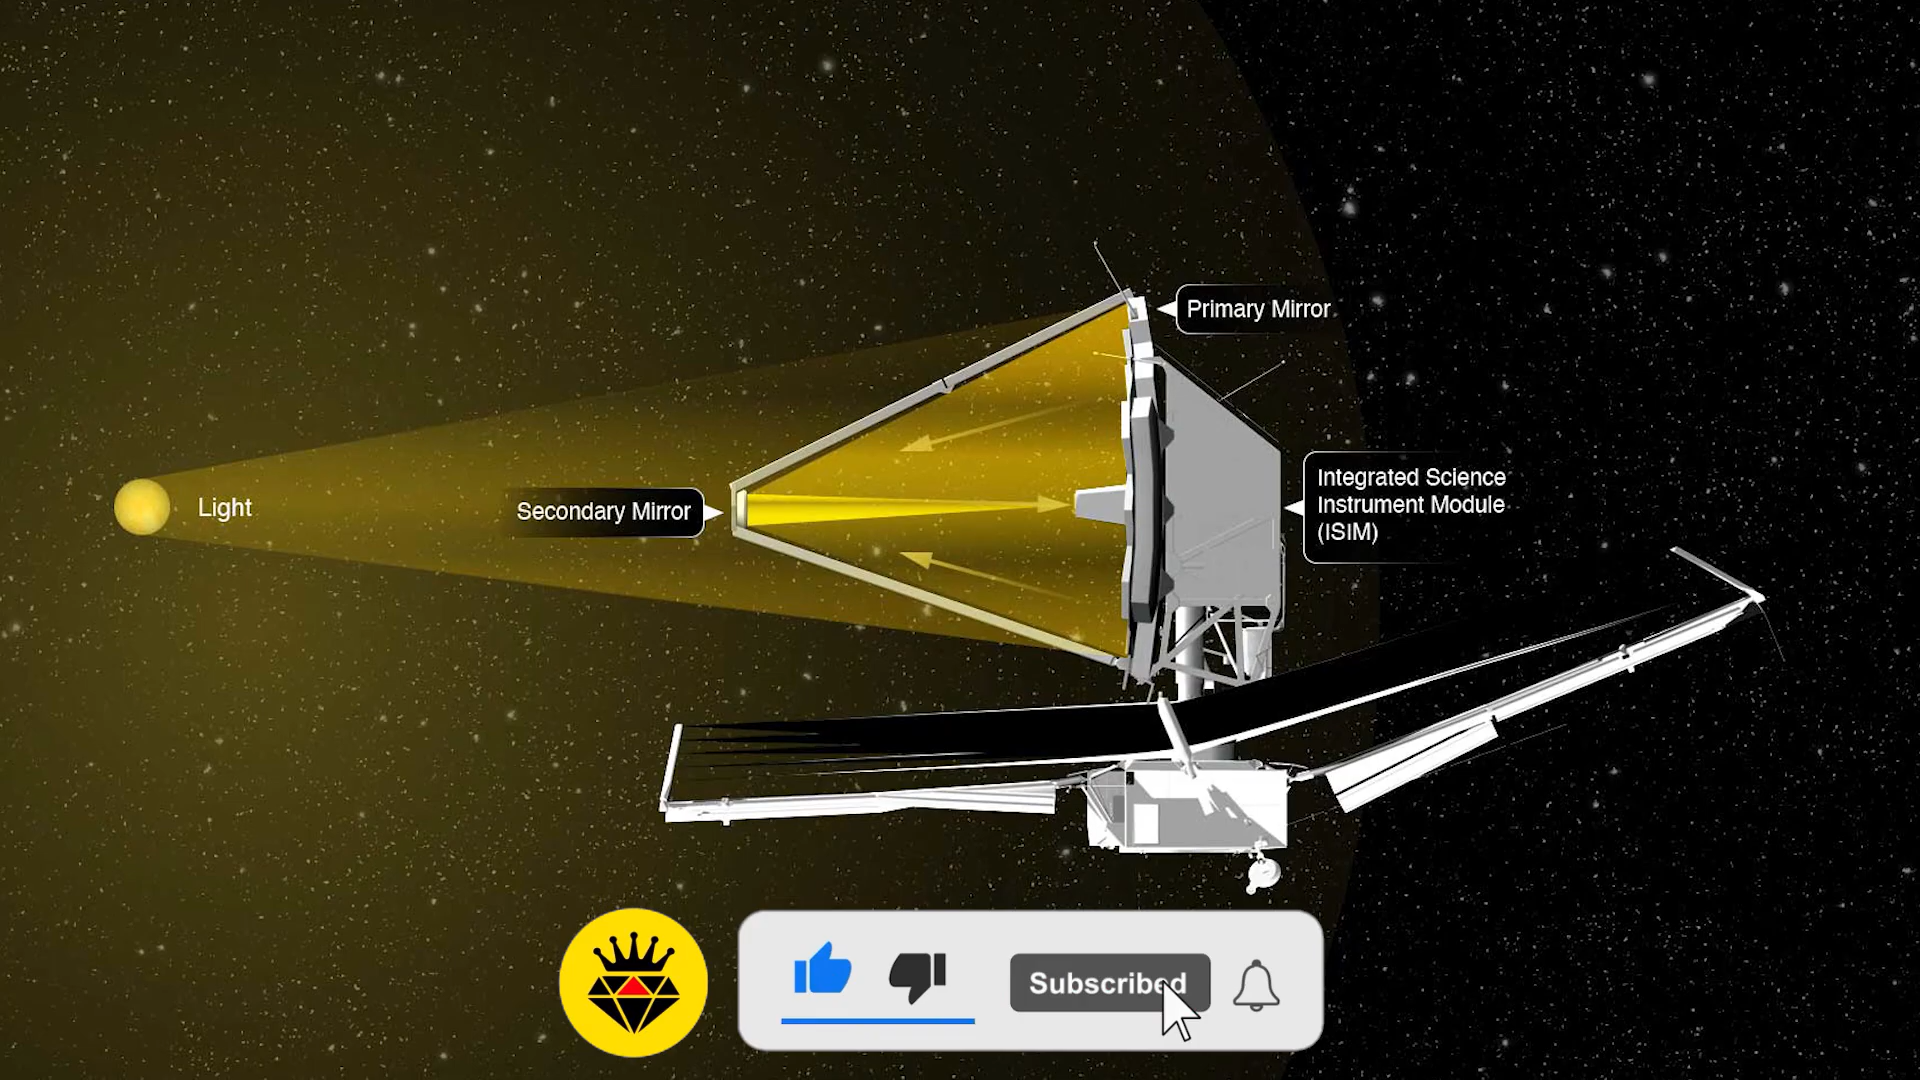 Primary Mirror
Integrated Science
Instrument Module
(ISIM)
Light
Secondary Mirror
Subscribed